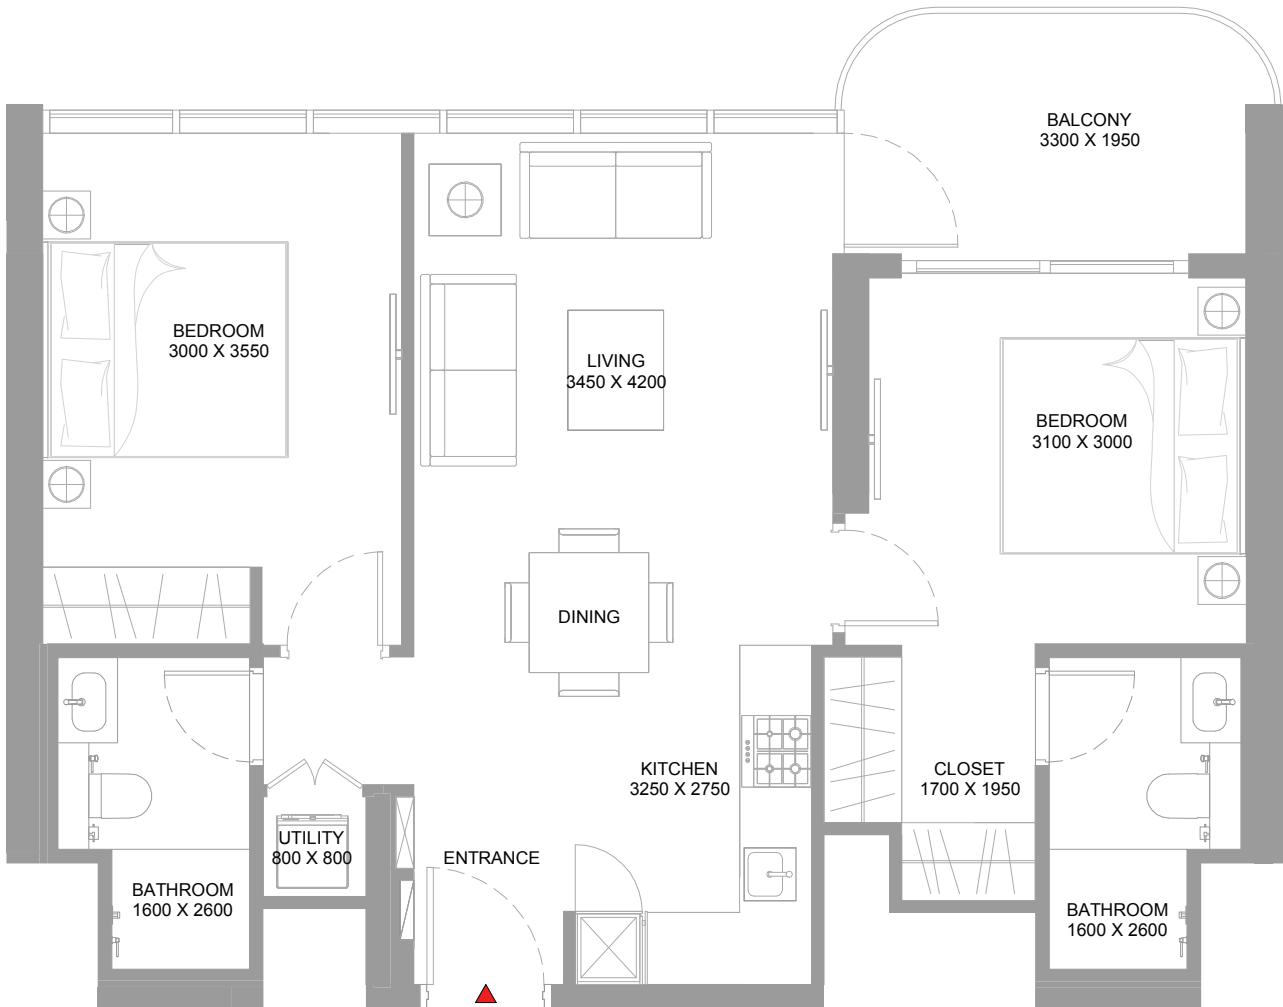 BALCONY
3300 X 1950
BEDROOM
3000 X 3550
LIVING
3450 X 4200
BEDROOM
3100 X 3000
DINING
KITCHEN
3250 X 2750
CLOSET
1700 X 1950
UTILITY
800 X 800
ENTRANCE
BATHROOM
1600 X 2600
BATHROOM
1600 X 2600